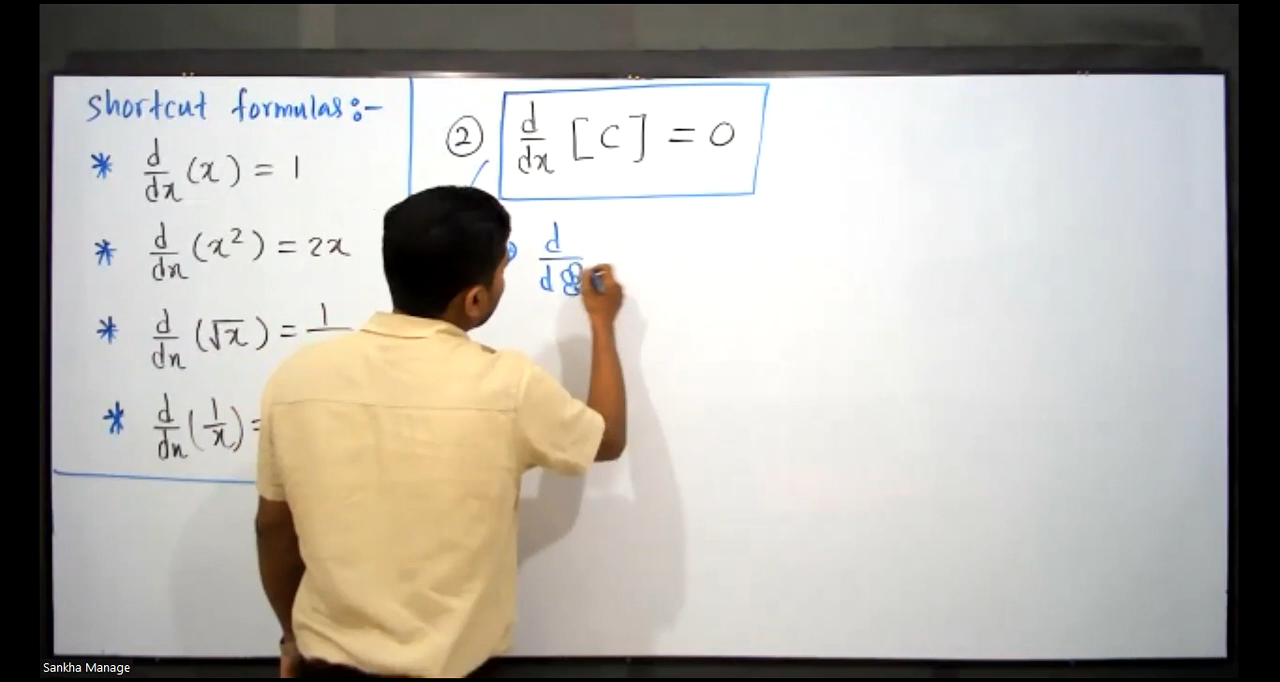 shortcut formulas:-
* d/dx (x) = 1
* d/dx (x²) = 2x
* d/dx (√x) = 1
* d/dx (1/x) =
② d/dx [C] = 0
d/d
Sankha Manage